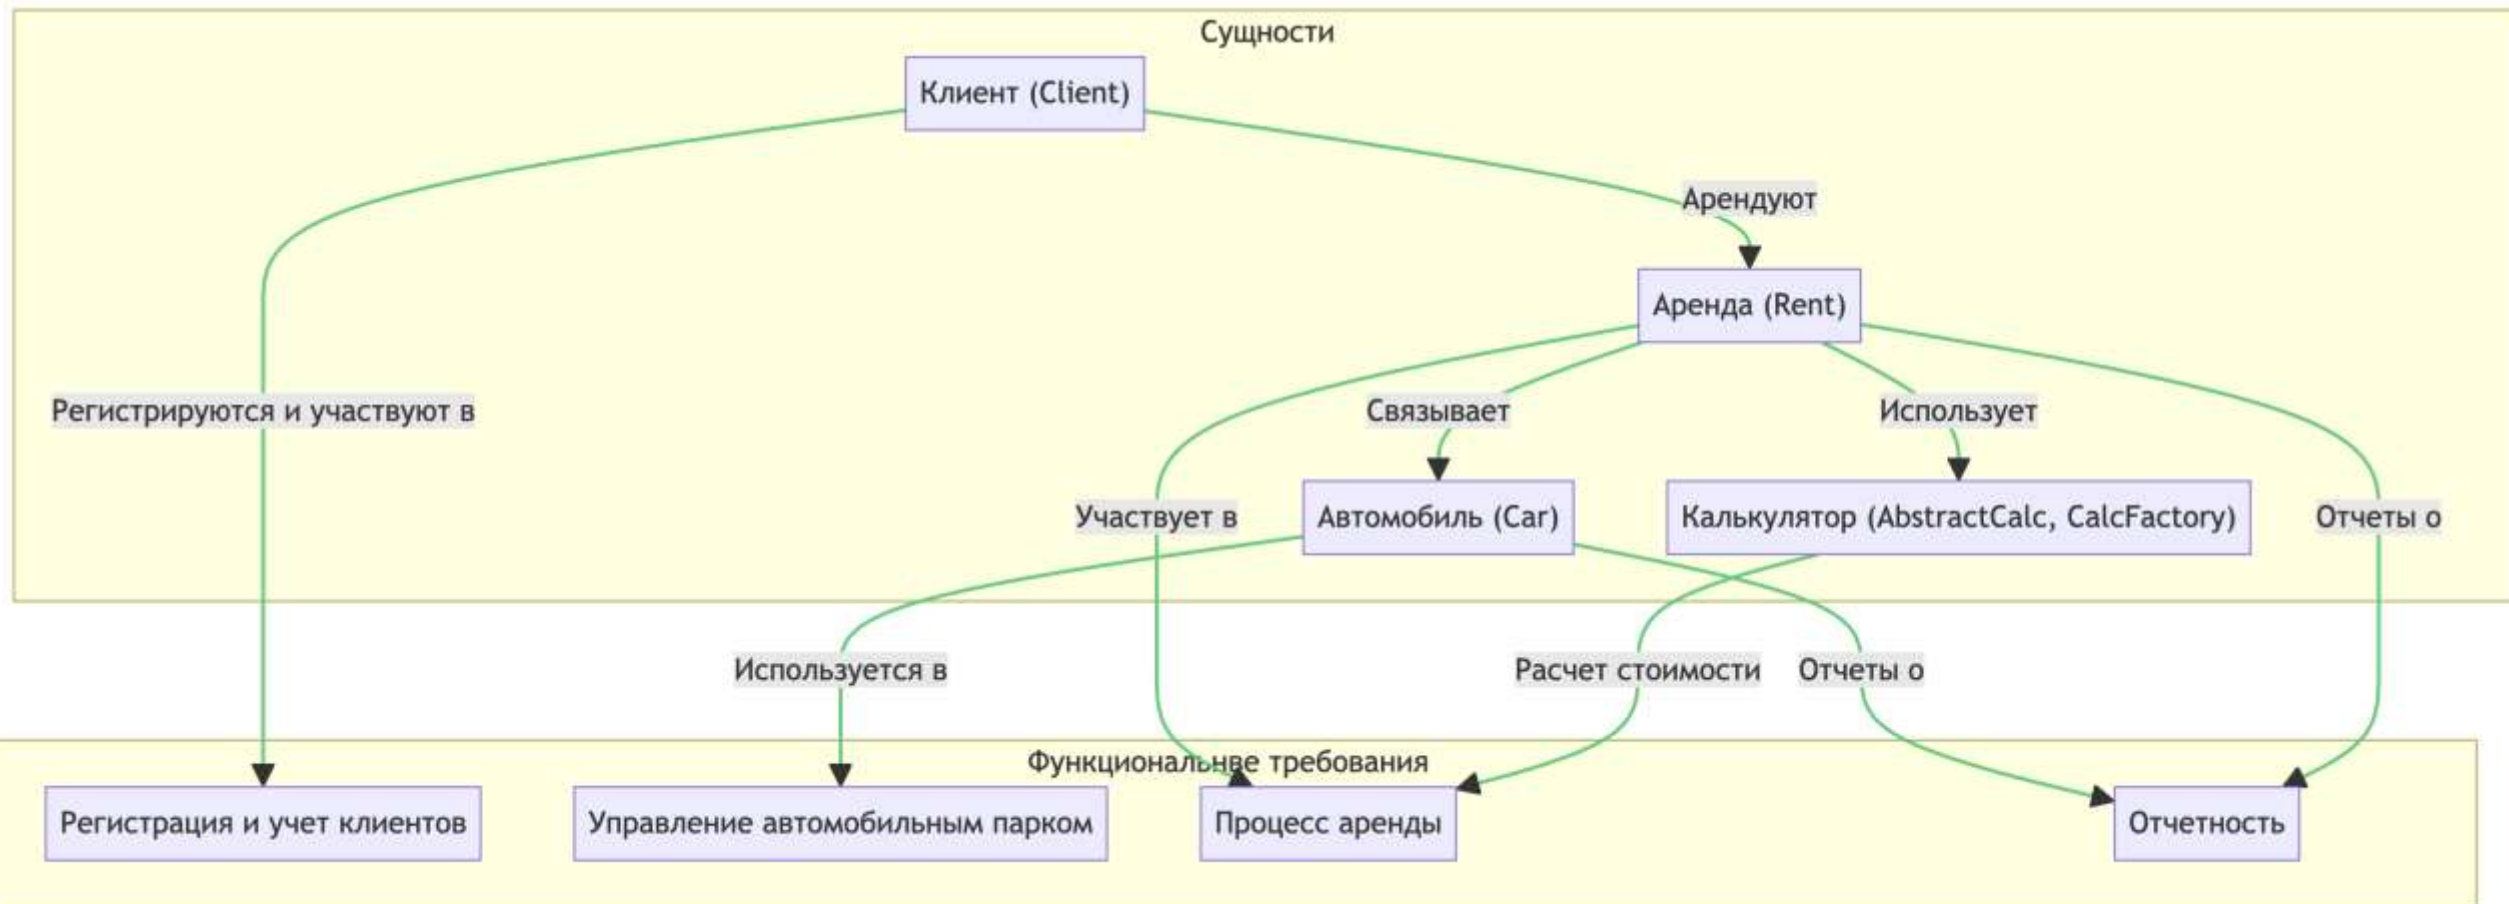 Сущности
Клиент (Client)
Арендуют
Аренда (Rent)
Регистрируются и участвуют в
Связывает
Использует
Участвует в
Автомобиль (Car)
Калькулятор (AbstractCalc, CalcFactory)
Отчеты о
Используется в
Расчет стоимости
Отчеты о
Функциональнве требования
Регистрация и учет клиентов
Управление автомобильным парком
Процесс аренды
Отчетность